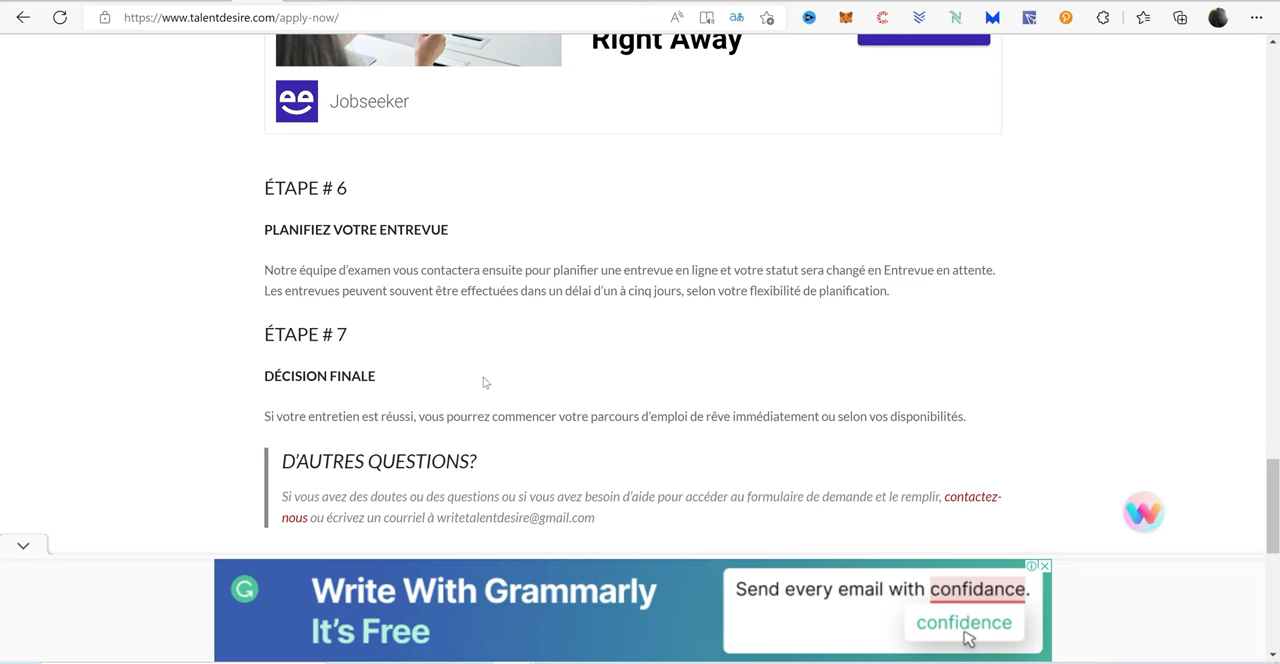 https://www.talentdesire.com/apply-now/
Right Away
Jobseeker
ÉTAPE # 6
PLANIFIEZ VOTRE ENTREVUE
Notre équipe d'examen vous contactera ensuite pour planifier une entrevue en ligne et votre statut sera changé en Entrevue en attente.
Les entrevues peuvent souvent être effectuées dans un délai d'un à cinq jours, selon votre flexibilité de planification.
ÉTAPE # 7
DÉCISION FINALE
Si votre entretien est réussi, vous pourrez commencer votre parcours d'emploi de rêve immédiatement ou selon vos disponibilités.
D'AUTRES QUESTIONS?
Si vous avez des doutes ou des questions ou si vous avez besoin d'aide pour accéder au formulaire de demande et le remplir, contactez-
nous ou écrivez un courriel à writetalentdesire@gmail.com
Write With Grammarly
It's Free
Send every email with confidance.
confidence